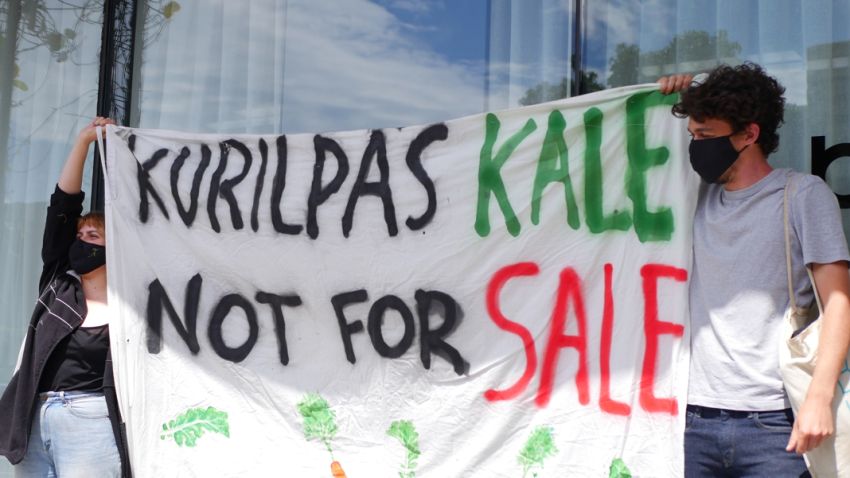 KURILPAS KALE
NOT FOR SALE
b